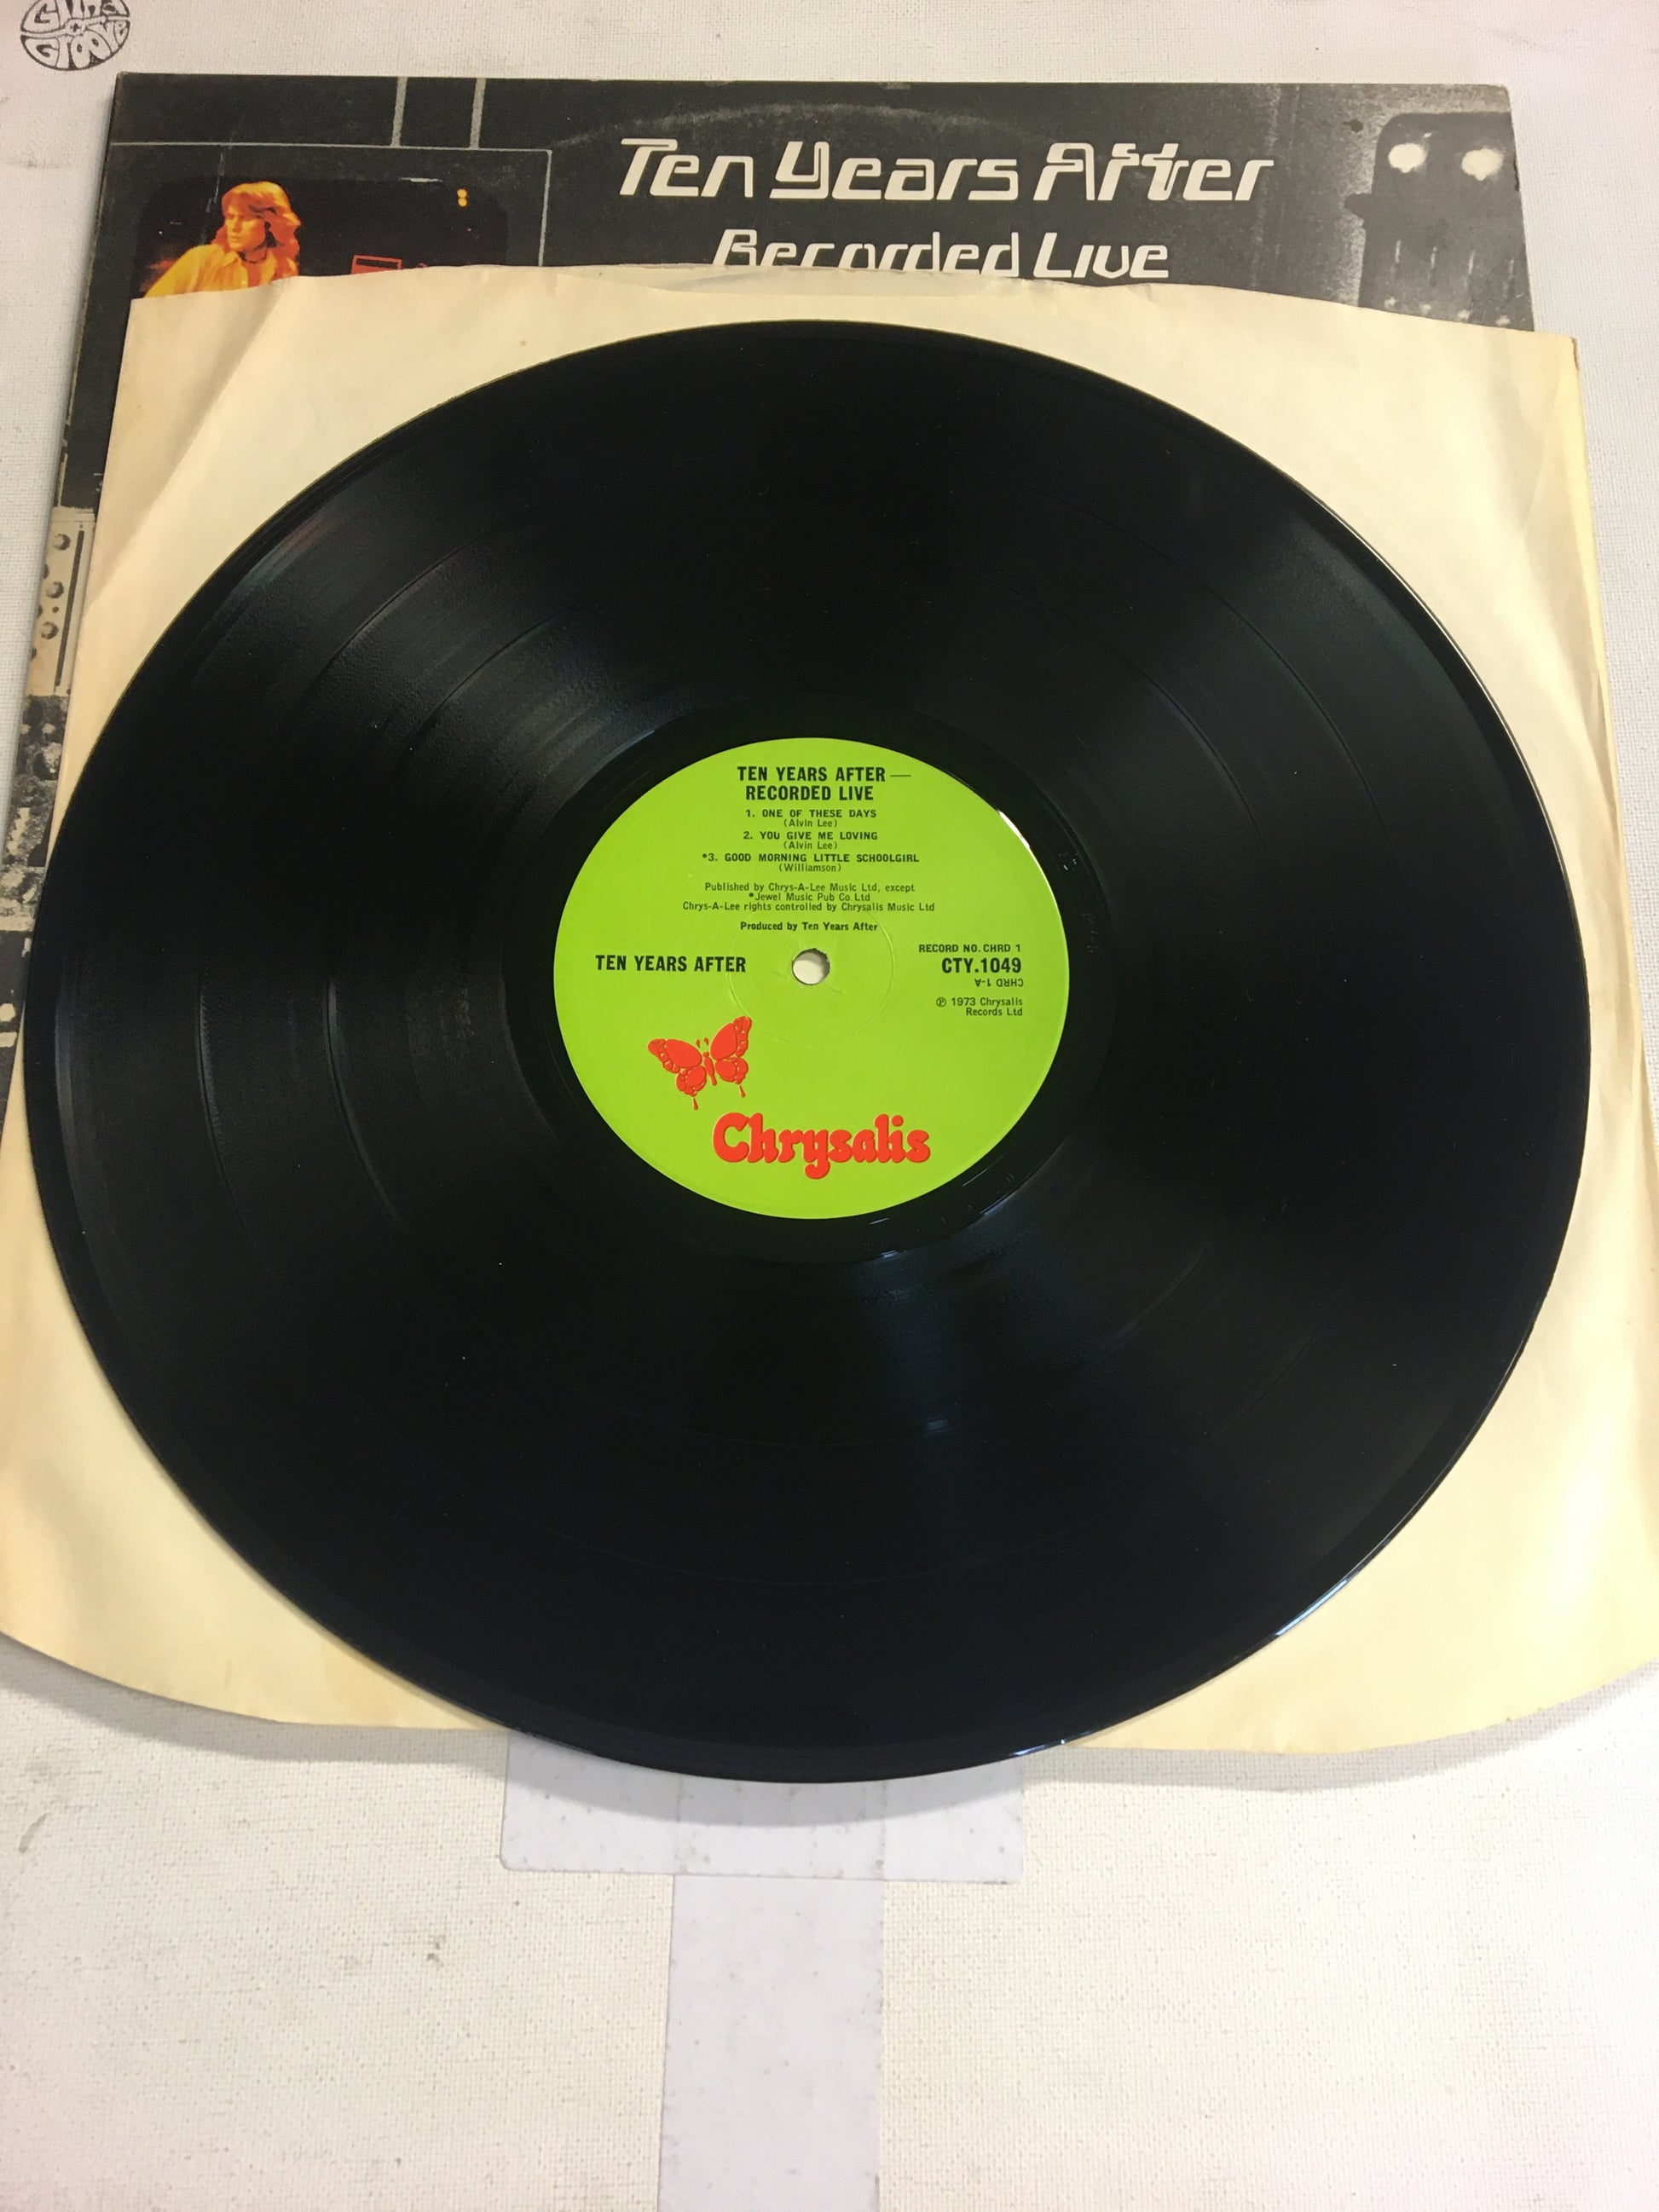 Guns
or
Groove
Ten Years After
Recorded Live
TEN YEARS AFTER —
RECORDED LIVE
1. ONE OF THESE DAYS
(Alvin Lee)
2. YOU GIVE ME LOVING
(Alvin Lee)
*3. GOOD MORNING LITTLE SCHOOLGIRL
(Williamson)
Published by Chrys-A-Lee Music Ltd, except
*Jewel Music Pub Co Ltd
Chrys-A-Lee rights controlled by Chrysalis Music Ltd
Produced by Ten Years After
TEN YEARS AFTER
RECORD NO. CHRD 1
CTY.1049
CHRD 1-A
℗ 1973 Chrysalis
Records Ltd
Chrysalis